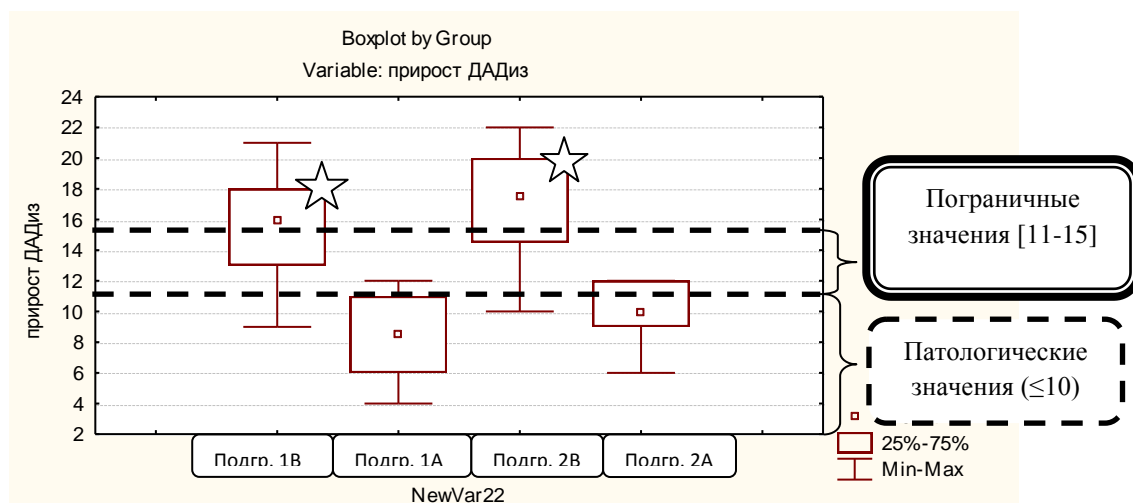 Boxplot by Group
Variable: прирост ДАДиз
24
22
20
18
16
14
12
10
8
6
4
2
прирост ДАДиз
Подгр. 1В
Подгр. 1А
Подгр. 2В
Подгр. 2А
NewVar22
Пограничные
значения [11-15]
Патологические
значения (≤10)
25%-75%
Min-Max